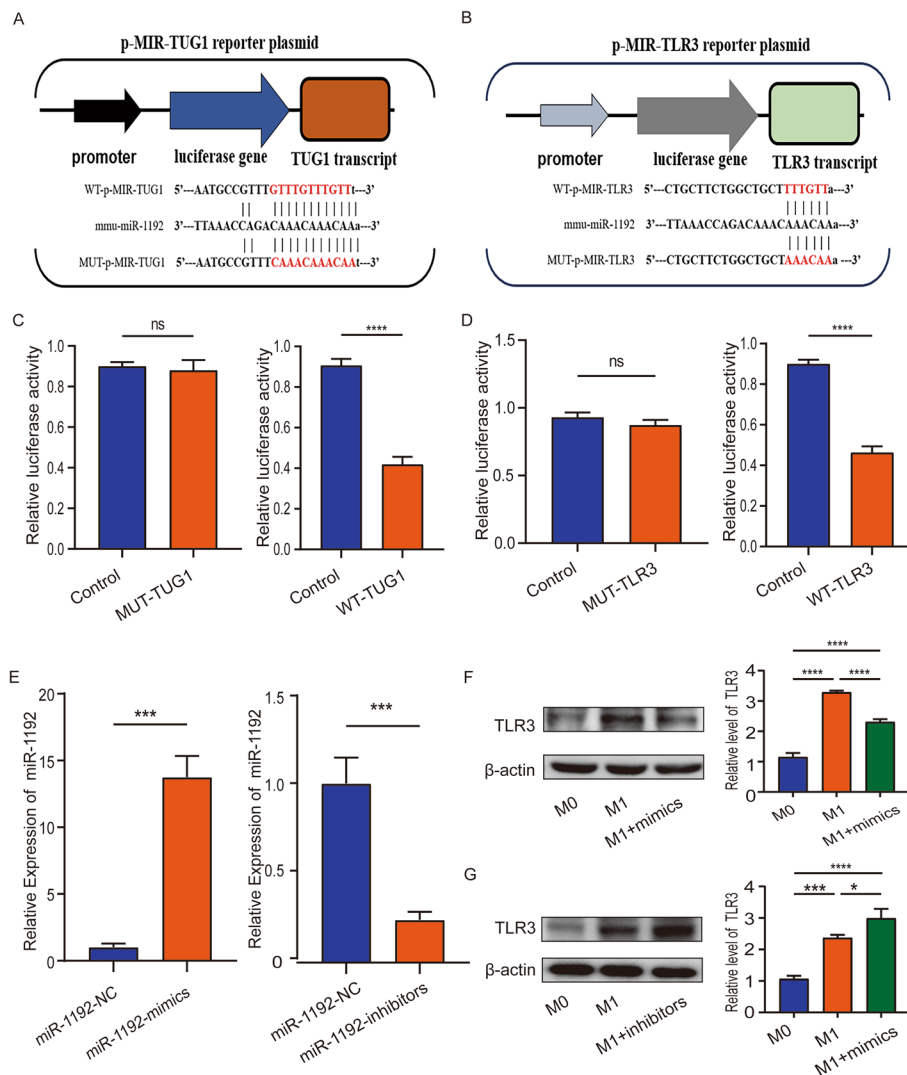 A
p-MIR-TUG1 reporter plasmid
promoter
luciferase gene
TUG1 transcript
WT-p-MIR-TUG1 5’---AATGCCGTTTGTTTGTTTGTTt---3’
mmu-miR-1192 3’---TTAAACCAGACAAACAAACAAa---5’
MUT-p-MIR-TUG1 5’---AATGCCGTTTCAAACAAACAAt---3’
B
p-MIR-TLR3 reporter plasmid
promoter
luciferase gene
TLR3 transcript
WT-p-MIR-TLR3 5’---CTGCTTCTGGCTGCTTTTGTTa---3’
mmu-miR-1192 3’---TTAAACCAGACAAACAAACAAa---5’
MUT-p-MIR-TLR3 5’---CTGCTTCTGGCTGCTAAACAAa ---3’
C
Relative luciferase activity
1.0
0.8
0.6
0.4
0.2
0.0
ns
Control
MUT-TUG1
Relative luciferase activity
1.0
0.8
0.6
0.4
0.2
0.0
****
Control
WT-TUG1
D
Relative luciferase activity
1.5
1.0
0.5
0.0
ns
Control
MUT-TLR3
Relative luciferase activity
1.0
0.8
0.6
0.4
0.2
0.0
****
Control
WT-TLR3
E
Relative Expression of miR-1192
20
15
10
5
0
***
miR-1192-NC
miR-1192-mimics
Relative Expression of miR-1192
1.5
1.0
0.5
0
***
miR-1192-NC
miR-1192-inhibitors
F
TLR3
β-actin
M0
M1
M1+mimics
Relative level of TLR3
4
3
2
1
0
****
**** ****
M0
M1
M1+mimics
G
TLR3
β-actin
M0
M1
M1+inhibitors
Relative level of TLR3
4
3
2
1
0
****
*** *
M0
M1
M1+mimics